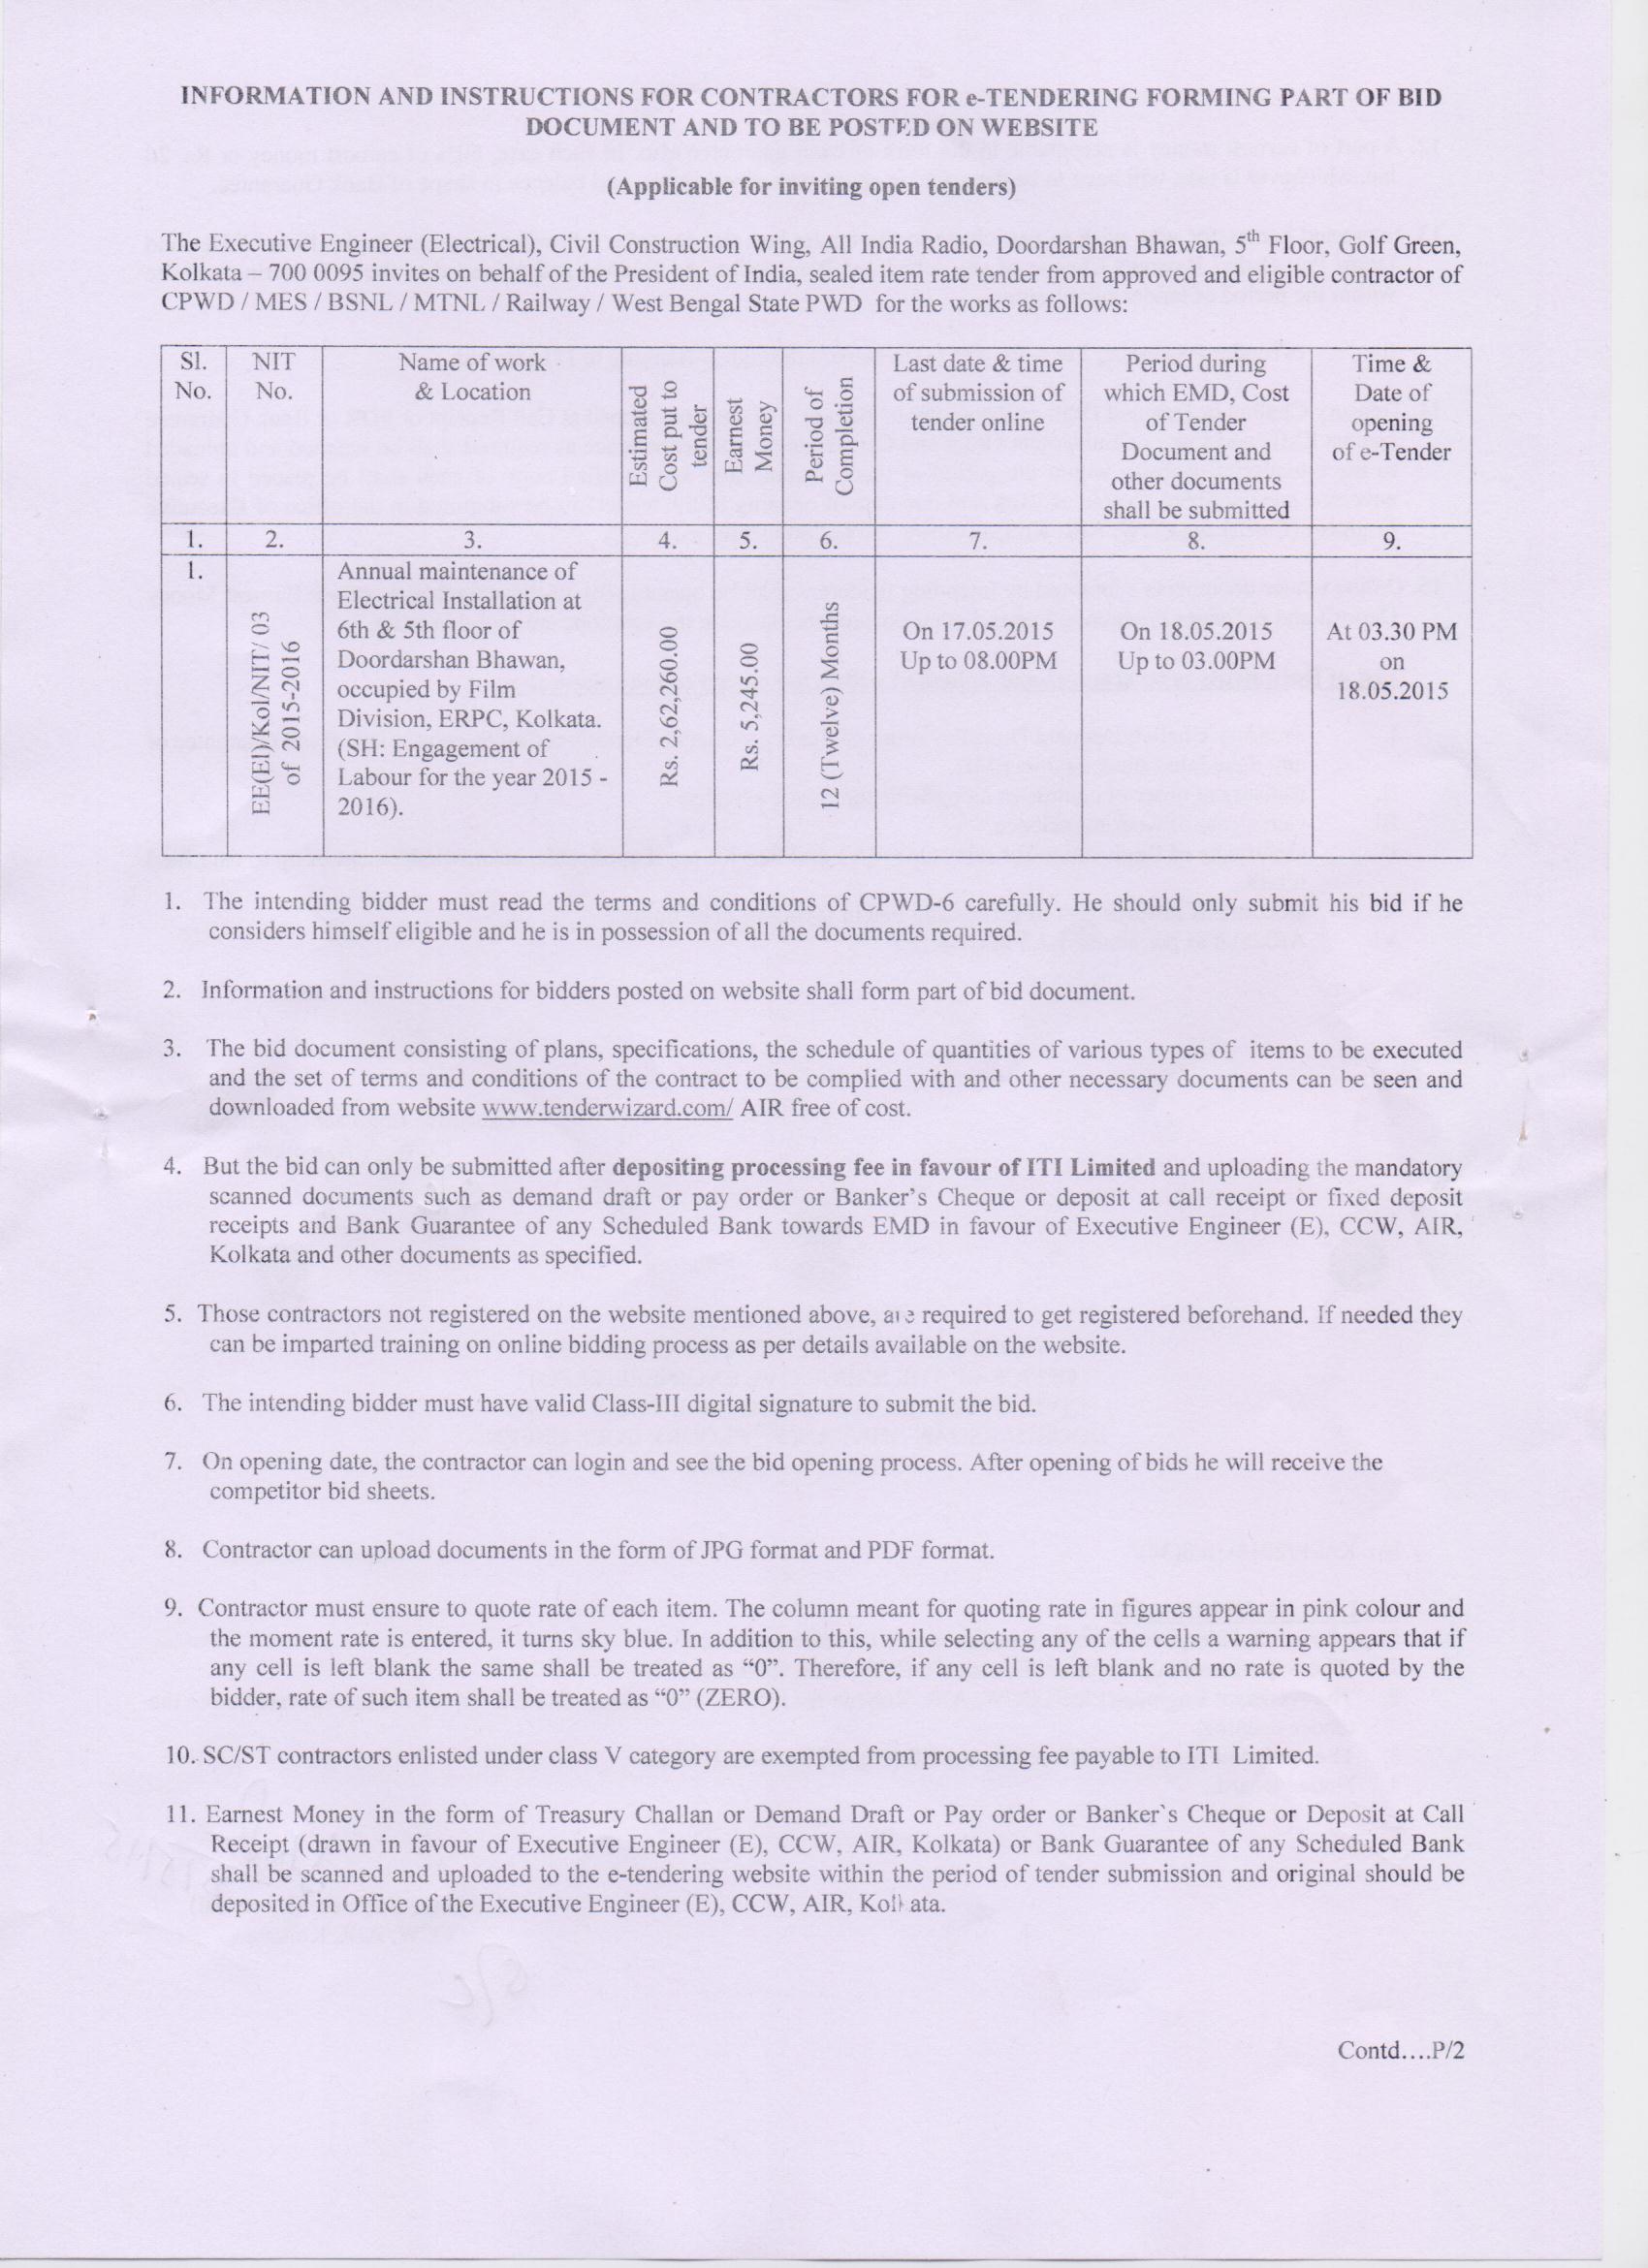 INFORMATION AND INSTRUCTIONS FOR CONTRACTORS FOR e-TENDERING FORMING PART OF BID
DOCUMENT AND TO BE POSTED ON WEBSITE
(Applicable for inviting open tenders)
The Executive Engineer (Electrical), Civil Construction Wing, All India Radio, Doordarshan Bhawan, 5th Floor, Golf Green,
Kolkata – 700 0095 invites on behalf of the President of India, sealed item rate tender from approved and eligible contractor of
CPWD / MES / BSNL / MTNL / Railway / West Bengal State PWD for the works as follows:
Sl.
No.
NIT
No.
Name of work
& Location
Estimated
Cost put to
tender
Earnest
Money
Period of
Completion
Last date & time
of submission of
tender online
Period during
which EMD, Cost
of Tender
Document and
other documents
shall be submitted
Time &
Date of
opening
of e-Tender
1. 2. 3. 4. 5. 6. 7. 8. 9.
1.
EE(El)/Kol/NIT/ 03
of 2015-2016
Annual maintenance of
Electrical Installation at
6th & 5th floor of
Doordarshan Bhawan,
occupied by Film
Division, ERPC, Kolkata.
(SH: Engagement of
Labour for the year 2015 -
2016).
Rs. 2,62,260.00
Rs. 5,245.00
12 (Twelve) Months
On 17.05.2015
Up to 08.00PM
On 18.05.2015
Up to 03.00PM
At 03.30 PM
on
18.05.2015
1. The intending bidder must read the terms and conditions of CPWD-6 carefully. He should only submit his bid if he
considers himself eligible and he is in possession of all the documents required.
2. Information and instructions for bidders posted on website shall form part of bid document.
3. The bid document consisting of plans, specifications, the schedule of quantities of various types of items to be executed
and the set of terms and conditions of the contract to be complied with and other necessary documents can be seen and
downloaded from website www.tenderwizard.com/ AIR free of cost.
4. But the bid can only be submitted after depositing processing fee in favour of ITI Limited and uploading the mandatory
scanned documents such as demand draft or pay order or Banker's Cheque or deposit at call receipt or fixed deposit
receipts and Bank Guarantee of any Scheduled Bank towards EMD in favour of Executive Engineer (E), CCW, AIR,
Kolkata and other documents as specified.
5. Those contractors not registered on the website mentioned above, are required to get registered beforehand. If needed they
can be imparted training on online bidding process as per details available on the website.
6. The intending bidder must have valid Class-III digital signature to submit the bid.
7. On opening date, the contractor can login and see the bid opening process. After opening of bids he will receive the
competitor bid sheets.
8. Contractor can upload documents in the form of JPG format and PDF format.
9. Contractor must ensure to quote rate of each item. The column meant for quoting rate in figures appear in pink colour and
the moment rate is entered, it turns sky blue. In addition to this, while selecting any of the cells a warning appears that if
any cell is left blank the same shall be treated as “0”. Therefore, if any cell is left blank and no rate is quoted by the
bidder, rate of such item shall be treated as “0” (ZERO).
10. SC/ST contractors enlisted under class V category are exempted from processing fee payable to ITI Limited.
11. Earnest Money in the form of Treasury Challan or Demand Draft or Pay order or Banker`s Cheque or Deposit at Call
Receipt (drawn in favour of Executive Engineer (E), CCW, AIR, Kolkata) or Bank Guarantee of any Scheduled Bank
shall be scanned and uploaded to the e-tendering website within the period of tender submission and original should be
deposited in Office of the Executive Engineer (E), CCW, AIR, Kolkata.
Contd....P/2